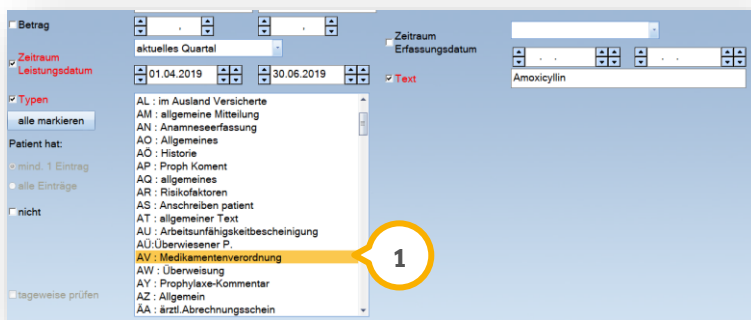 Betrag
, ,
aktuelles Quartal
Zeitraum
Leistungsdatum
01.04.2019 30.06.2019
Zeitraum
Erfassungsdatum
. . . .
Text Amoxicyllin
Typen
alle markieren
Patient hat:
mind. 1 Eintrag
alle Einträge
nicht
tageweise prüfen
AL : im Ausland Versicherte
AM : allgemeine Mitteilung
AN : Anamneseerfassung
AO : Allgemeines
AÖ : Historie
AP : Proph Koment
AQ : allgemeines
AR : Risikofaktoren
AS : Anschreiben patient
AT : allgemeiner Text
AU : Arbeitsunfähigskeitbescheinigung
AÜ:Überwiesener P.
AV : Medikamentenverordnung
AW : Überweisung
AY : Prophylaxe-Kommentar
AZ : Allgemein
ÄA : ärztl.Abrechnungsschein
1